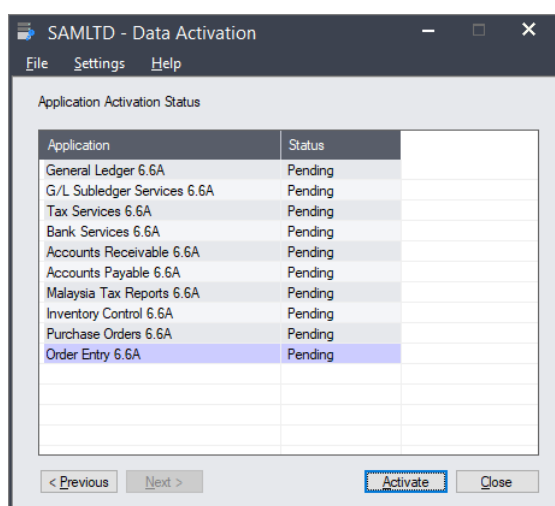 SAMLTD - Data Activation
File Settings Help
Application Activation Status
Application Status
General Ledger 6.6A Pending
G/L Subledger Services 6.6A Pending
Tax Services 6.6A Pending
Bank Services 6.6A Pending
Accounts Receivable 6.6A Pending
Accounts Payable 6.6A Pending
Malaysia Tax Reports 6.6A Pending
Inventory Control 6.6A Pending
Purchase Orders 6.6A Pending
Order Entry 6.6A Pending
< Previous Next > Activate Close